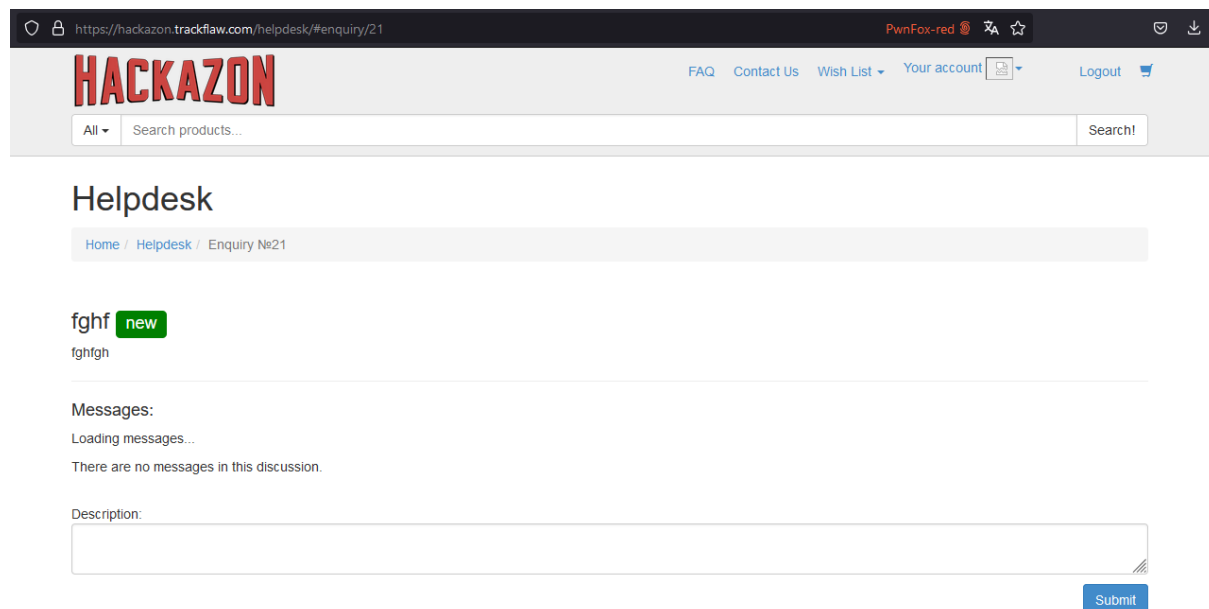 https://hackazon.trackflaw.com/helpdesk/#enquiry/21 PwnFox-red
HACKAZON
FAQ Contact Us Wish List Your account Logout
All Search products... Search!
Helpdesk
Home / Helpdesk / Enquiry №21
fghf new
fghfgh
Messages:
Loading messages...
There are no messages in this discussion.
Description:
Submit